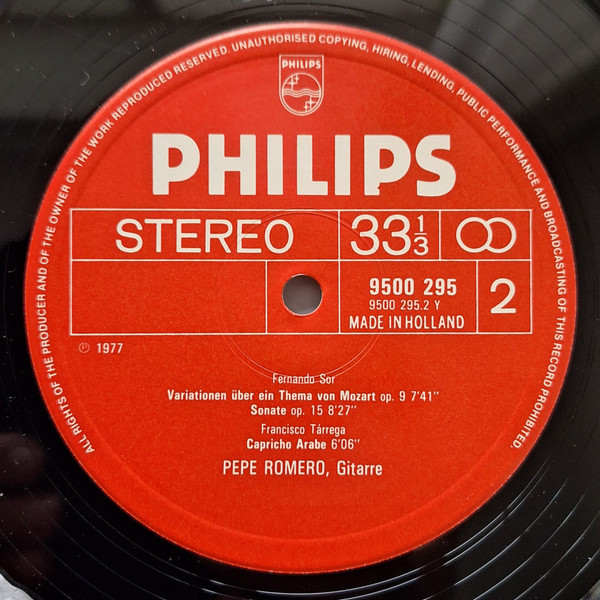 ALL RIGHTS OF THE PRODUCER AND OF THE OWNER OF THE WORK REPRODUCED RESERVED. UNAUTHORISED COPYING, HIRING, LENDING, PUBLIC PERFORMANCE AND BROADCASTING OF THIS RECORD PROHIBITED.
PHILIPS
PHILIPS
STEREO 33 1/3
9500 295
9500 295.2 Y
MADE IN HOLLAND
2
℗ 1977
Fernando Sor
Variationen über ein Thema von Mozart op. 9 7'41"
Sonate op. 15 8'27"
Francisco Tárrega
Capricho Arabe 6'06"
PEPE ROMERO, Gitarre